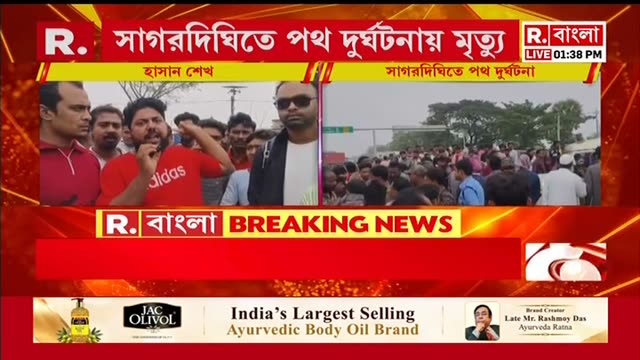 R. সাগরদিঘিতে পথ দুর্ঘটনায় মৃত্যু
R. বাংলা
LIVE 01:38 PM
হাসান শেখ
সাগরদিঘিতে পথ দুর্ঘটনা
adidas
R. বাংলা BREAKING NEWS
JAC OLIVOL
India's Largest Selling
Ayurvedic Body Oil Brand
Brand Creator
Late Mr. Rashmoy Das
Ayurveda Ratna